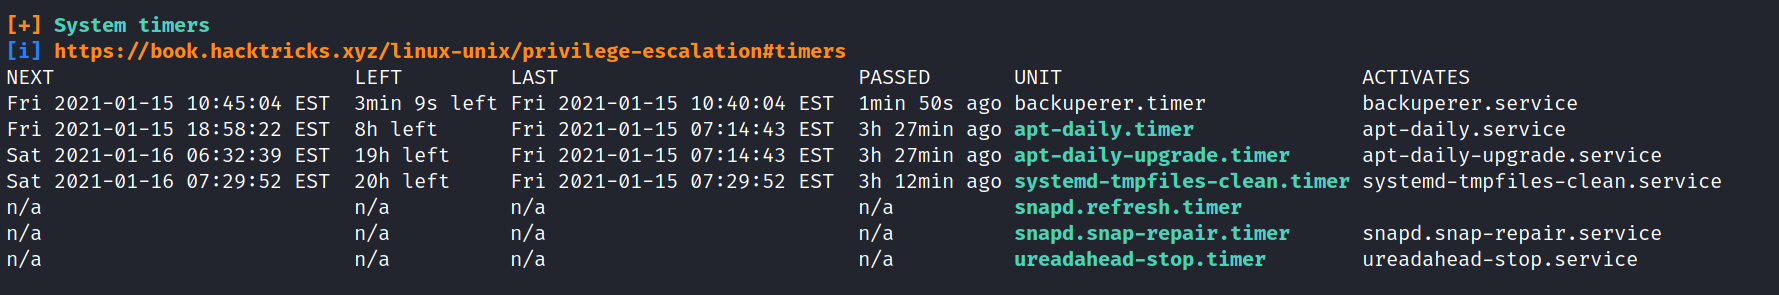 [+] System timers
[i] https://book.hacktricks.xyz/linux-unix/privilege-escalation#timers
NEXT                         LEFT         LAST                         PASSED       UNIT                         ACTIVATES
Fri 2021-01-15 10:45:04 EST  3min 9s left Fri 2021-01-15 10:40:04 EST  1min 50s ago backuperer.timer             backuperer.service
Fri 2021-01-15 18:58:22 EST  8h left      Fri 2021-01-15 07:14:43 EST  3h 27min ago apt-daily.timer              apt-daily.service
Sat 2021-01-16 06:32:39 EST  19h left     Fri 2021-01-15 07:14:43 EST  3h 27min ago apt-daily-upgrade.timer      apt-daily-upgrade.service
Sat 2021-01-16 07:29:52 EST  20h left     Fri 2021-01-15 07:29:52 EST  3h 12min ago systemd-tmpfiles-clean.timer systemd-tmpfiles-clean.service
n/a                          n/a          n/a                          n/a          snapd.refresh.timer
n/a                          n/a          n/a                          n/a          snapd.snap-repair.timer      snapd.snap-repair.service
n/a                          n/a          n/a                          n/a          ureadahead-stop.timer        ureadahead-stop.service